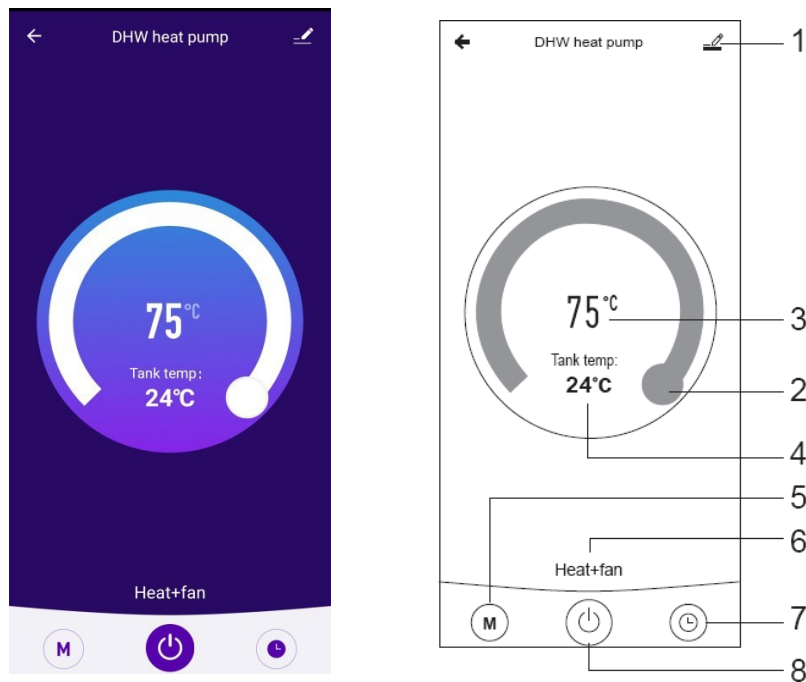 DHW heat pump
75°C
Tank temp:
24°C
Heat+fan
M
DHW heat pump
1
75°C
3
Tank temp:
24°C
2
4
5
6
Heat+fan
M
7
8